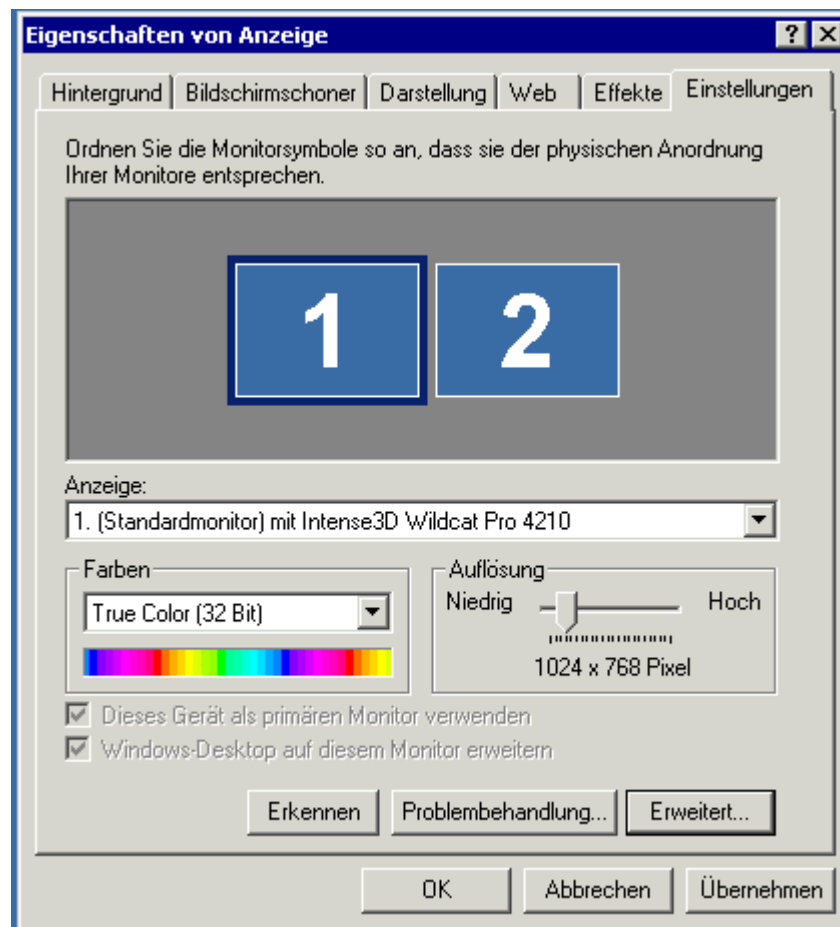 Eigenschaften von Anzeige
Hintergrund
Bildschirmschoner
Darstellung
Web
Effekte
Einstellungen
Ordnen Sie die Monitorsymbole so an, dass sie der physischen Anordnung
Ihrer Monitore entsprechen.
1
2
Anzeige:
1. (Standardmonitor) mit Intense3D Wildcat Pro 4210
Farben
True Color (32 Bit)
Auflösung
Niedrig
Hoch
1024 x 768 Pixel
Dieses Gerät als primären Monitor verwenden
Windows-Desktop auf diesem Monitor erweitern
Erkennen
Problembehandlung...
Erweitert...
OK
Abbrechen
Übernehmen